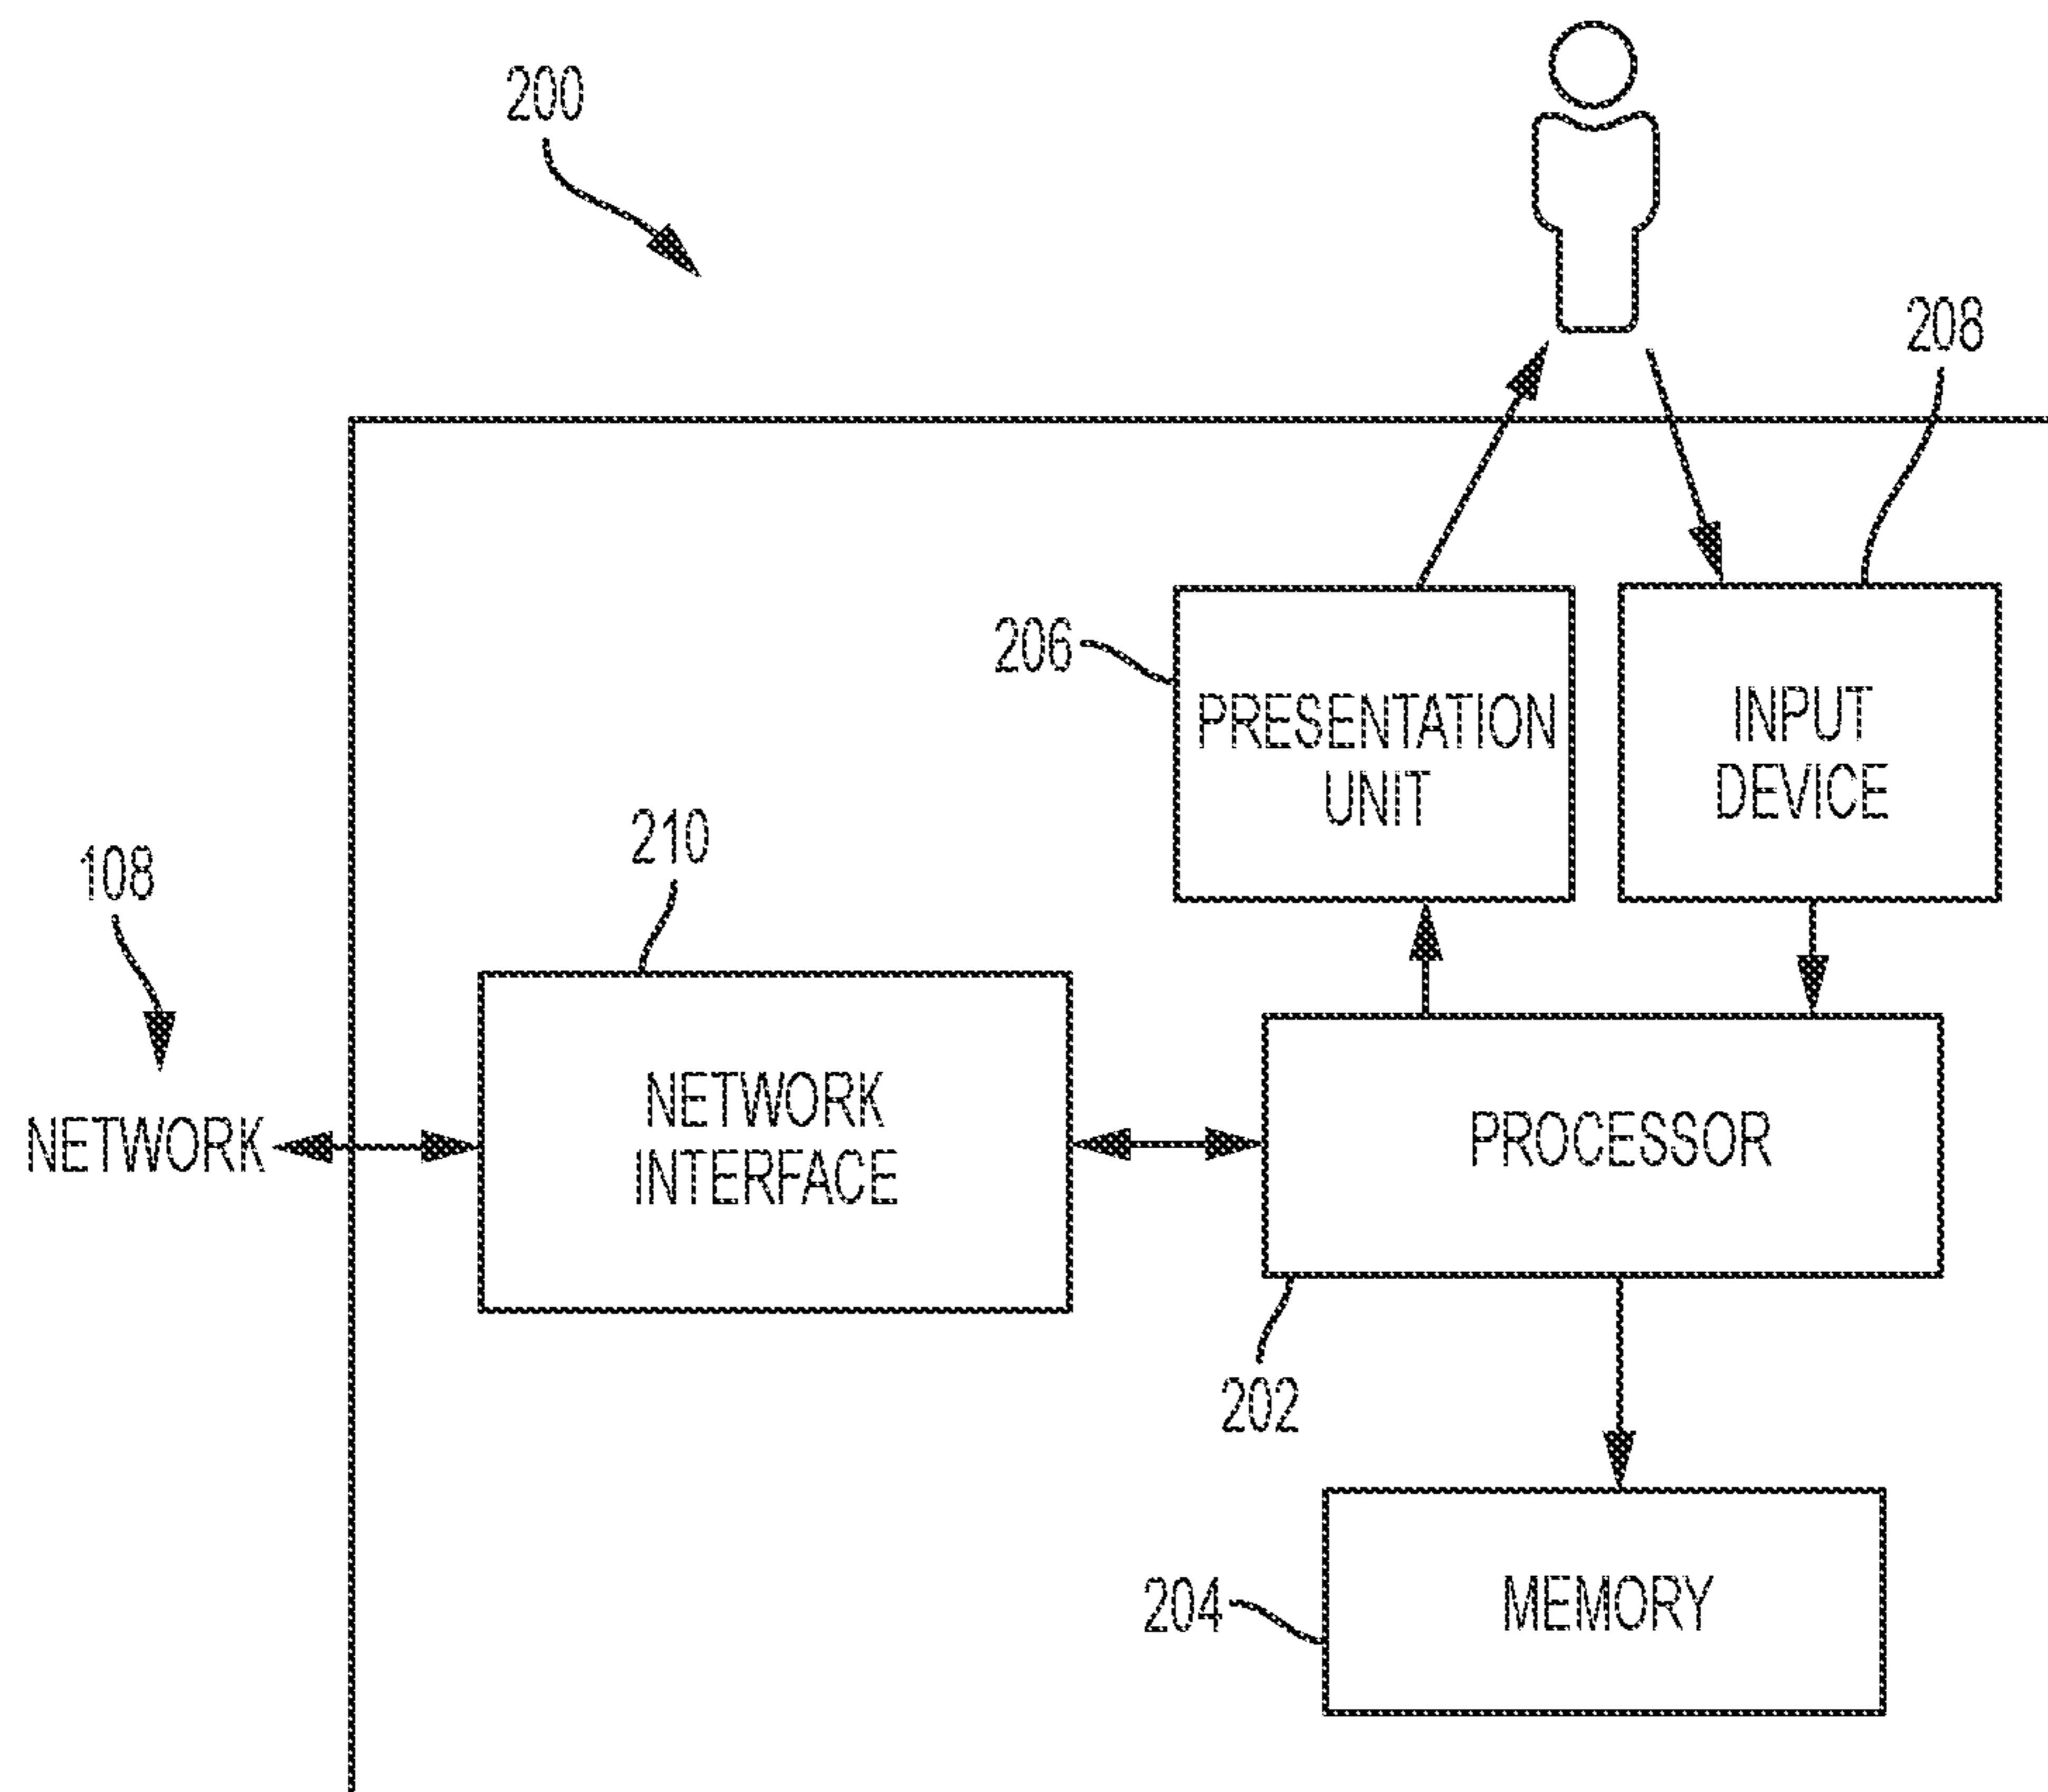 200
208
206
PRESENTATION
UNIT
INPUT
DEVICE
210
108
NETWORK
INTERFACE
NETWORK
PROCESSOR
202
204
MEMORY